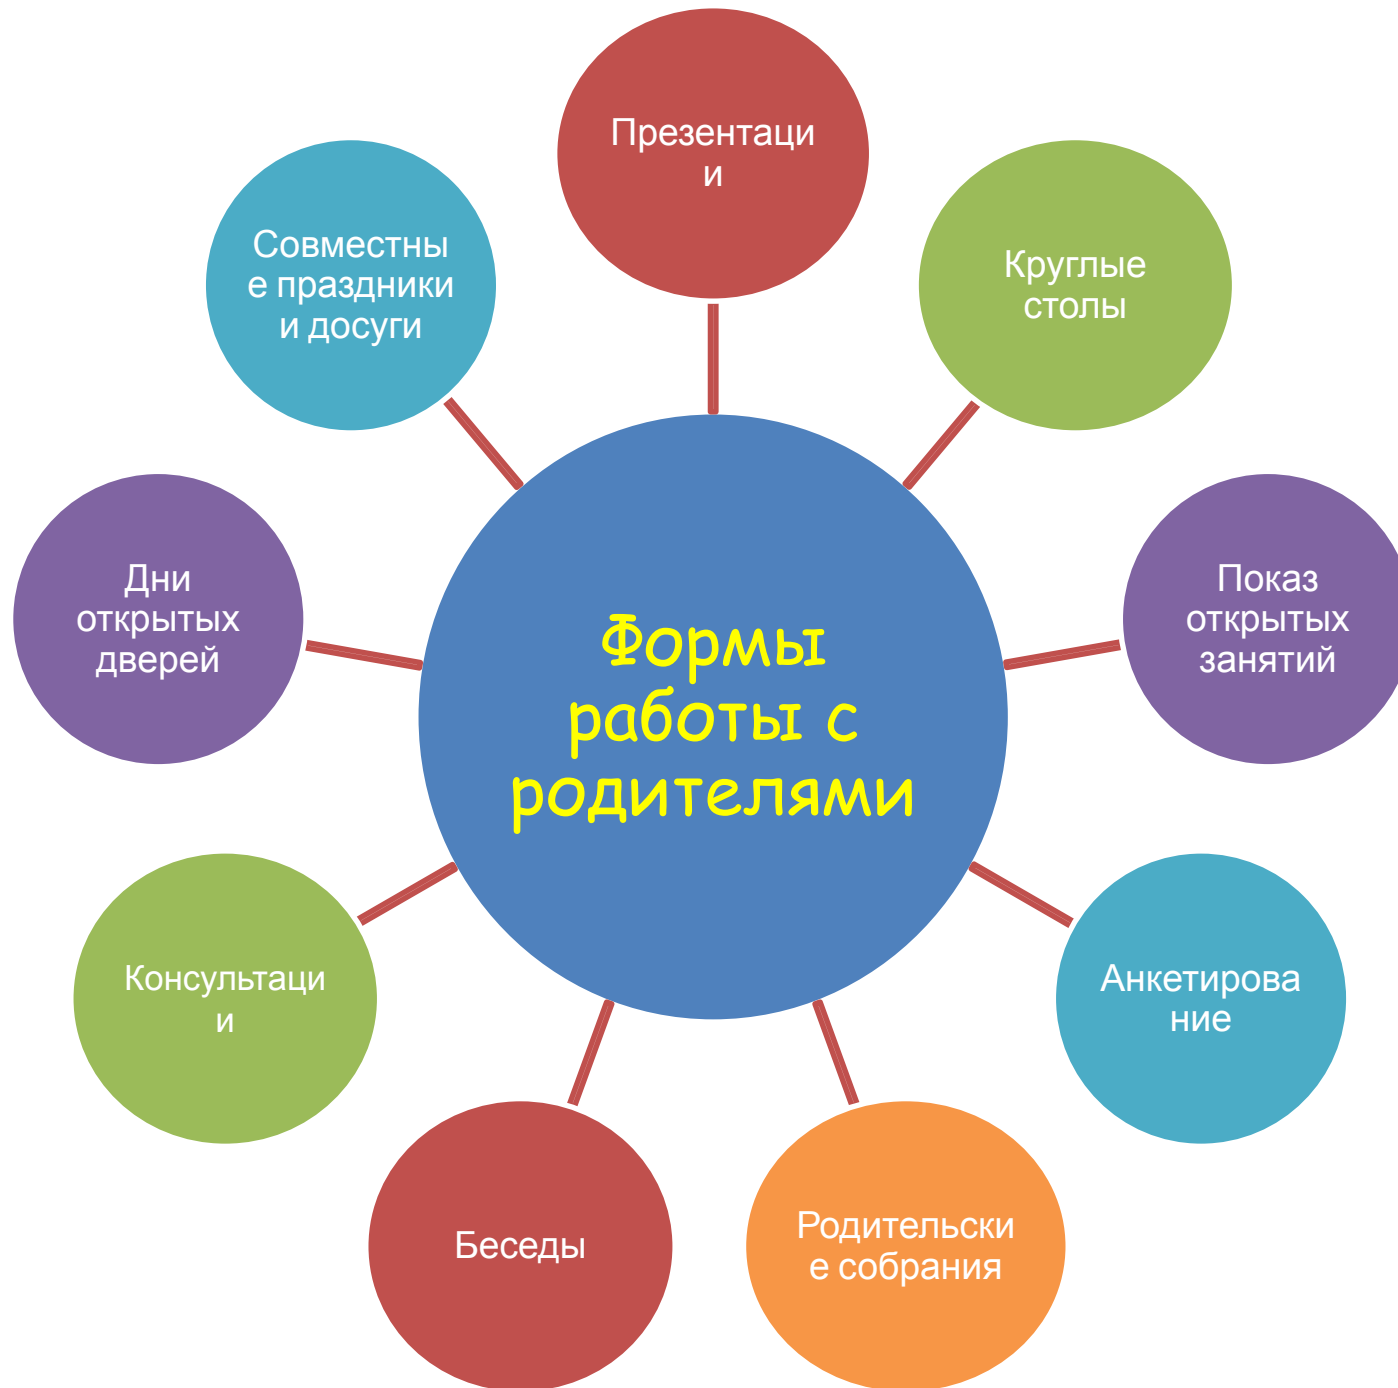 Презентаци
и
Круглые
столы
Показ
открытых
занятий
Анкетирова
ние
Родительски
е собрания
Беседы
Консультаци
и
Дни
открытых
дверей
Совместны
е праздники
и досуги
Формы
работы с
родителями